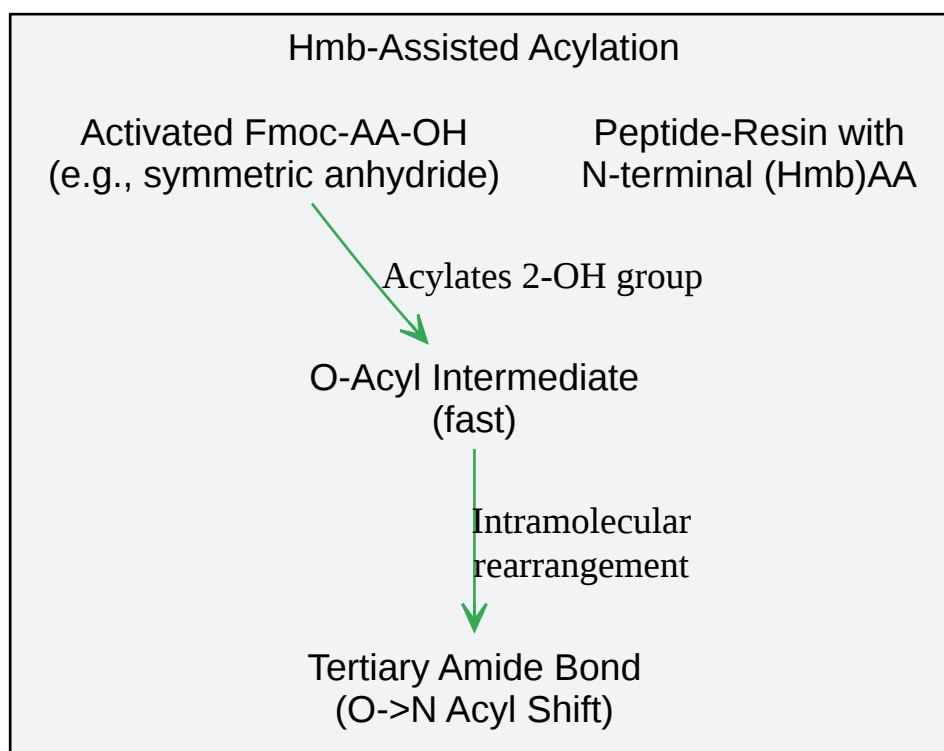 Hmb-Assisted Acylation
Activated Fmoc-AA-OH
(e.g., symmetric anhydride)
Peptide-Resin with
N-terminal (Hmb)AA
Acylates 2-OH group
O-Acyl Intermediate
(fast)
Intramolecular
rearrangement
Tertiary Amide Bond
(O->N Acyl Shift)